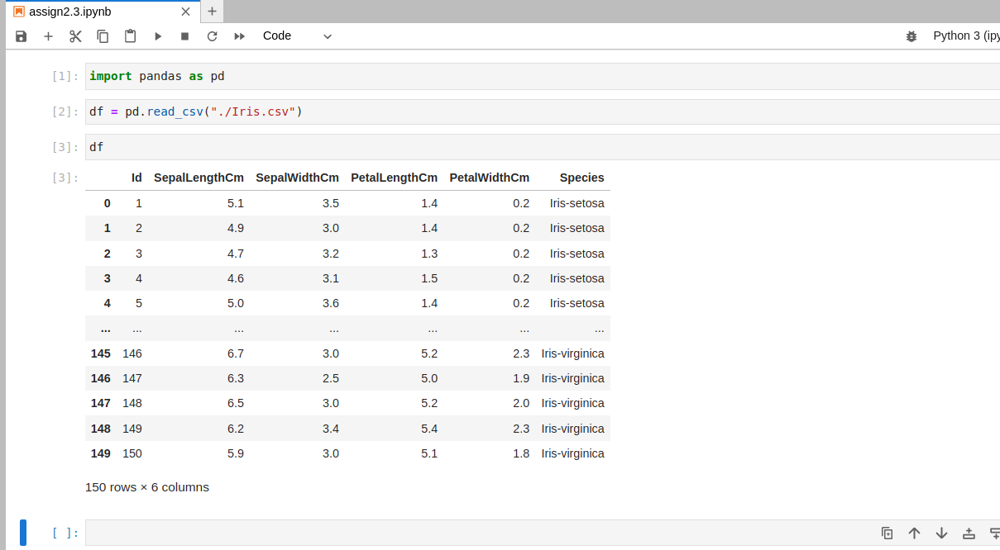 assign2.3.ipynb
Code
Python 3 (ipy
[1]: import pandas as pd
[2]: df = pd.read_csv("./Iris.csv")
[3]: df
[3]: Id SepalLengthCm SepalWidthCm PetalLengthCm PetalWidthCm Species
0 1 5.1 3.5 1.4 0.2 Iris-setosa
1 2 4.9 3.0 1.4 0.2 Iris-setosa
2 3 4.7 3.2 1.3 0.2 Iris-setosa
3 4 4.6 3.1 1.5 0.2 Iris-setosa
4 5 5.0 3.6 1.4 0.2 Iris-setosa
... ... ... ... ... ... ...
145 146 6.7 3.0 5.2 2.3 Iris-virginica
146 147 6.3 2.5 5.0 1.9 Iris-virginica
147 148 6.5 3.0 5.2 2.0 Iris-virginica
148 149 6.2 3.4 5.4 2.3 Iris-virginica
149 150 5.9 3.0 5.1 1.8 Iris-virginica
150 rows × 6 columns
[ ]: